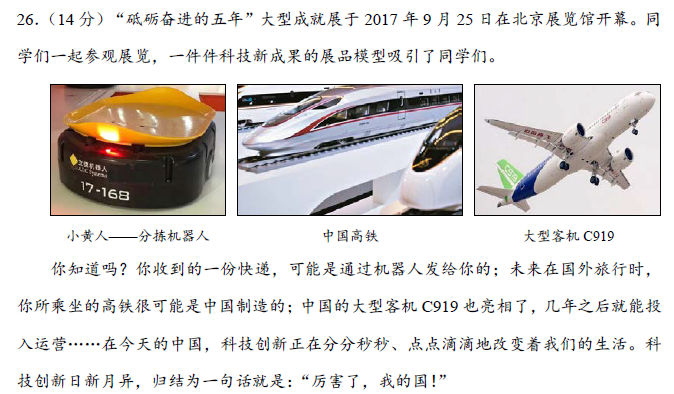 26.（14 分）“砥砺奋进的五年”大型成就展于 2017 年 9 月 25 日在北京展览馆开幕。同
学们一起参观展览，一件件科技新成果的展品模型吸引了同学们。
立镖机器人
17-168
C919
小黄人——分拣机器人
中国高铁
大型客机 C919
你知道吗？你收到的一份快递，可能是通过机器人发给你的；未来在国外旅行时，
你所乘坐的高铁很可能是中国制造的；中国的大型客机 C919 也亮相了，几年之后就能投
入运营……在今天的中国，科技创新正在分分秒秒、点点滴滴地改变着我们的生活。科
技创新日新月异，归结为一句话就是：“厉害了，我的国！”